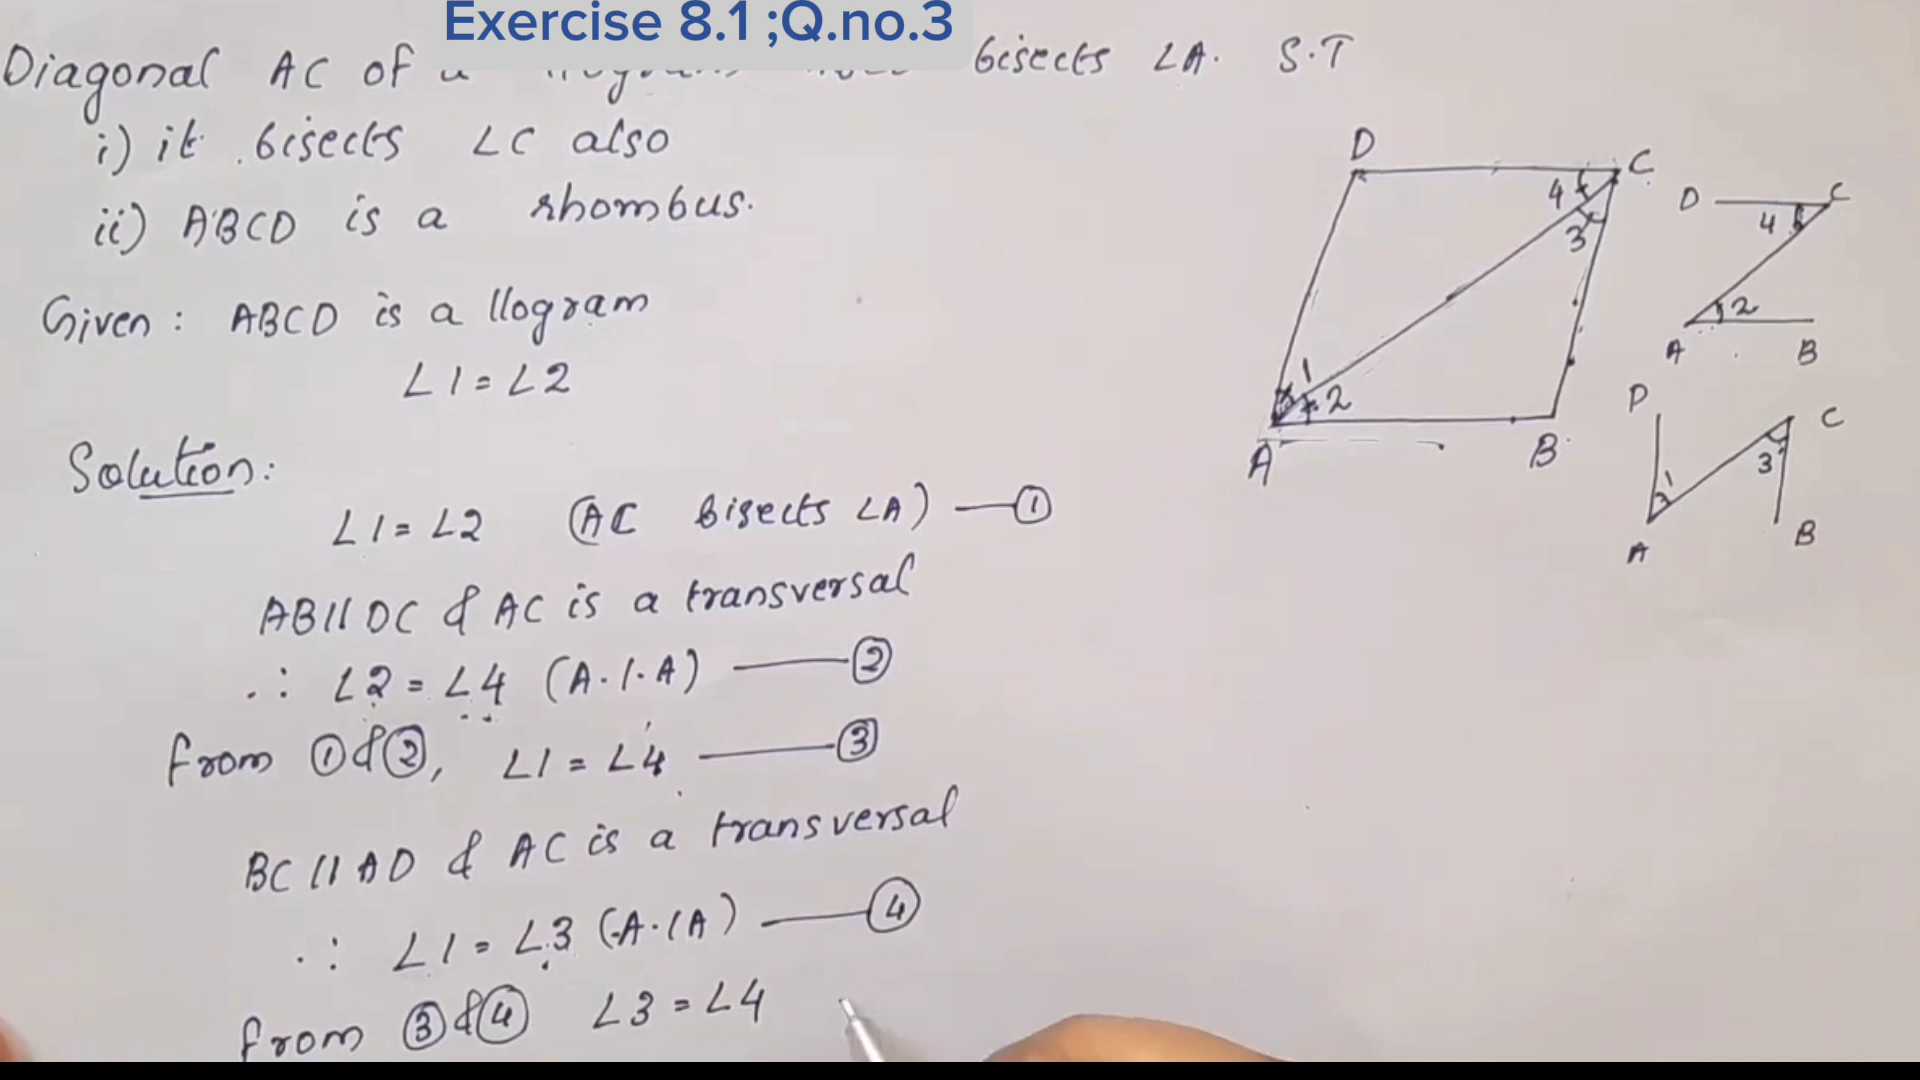 Exercise 8.1 ;Q.no.3
Diagonal AC of a bisects ∠A. S.T
i) it bisects ∠C also
ii) ABCD is a rhombus.
Given: ABCD is a llogram
∠1 = ∠2
Solution:
∠1 = ∠2 (AC bisects ∠A) — ①
AB ll DC & AC is a transversal
∴ ∠2 = ∠4 (A.I.A) — ②
from ① & ②, ∠1 = ∠4 — ③
BC ll AD & AC is a transversal
∴ ∠1 = ∠3 (A.IA) — ④
from ③ & ④ ∠3 = ∠4
D C
4
3
1
2
A B
D C
4
2
A B
D C
1 3
A B